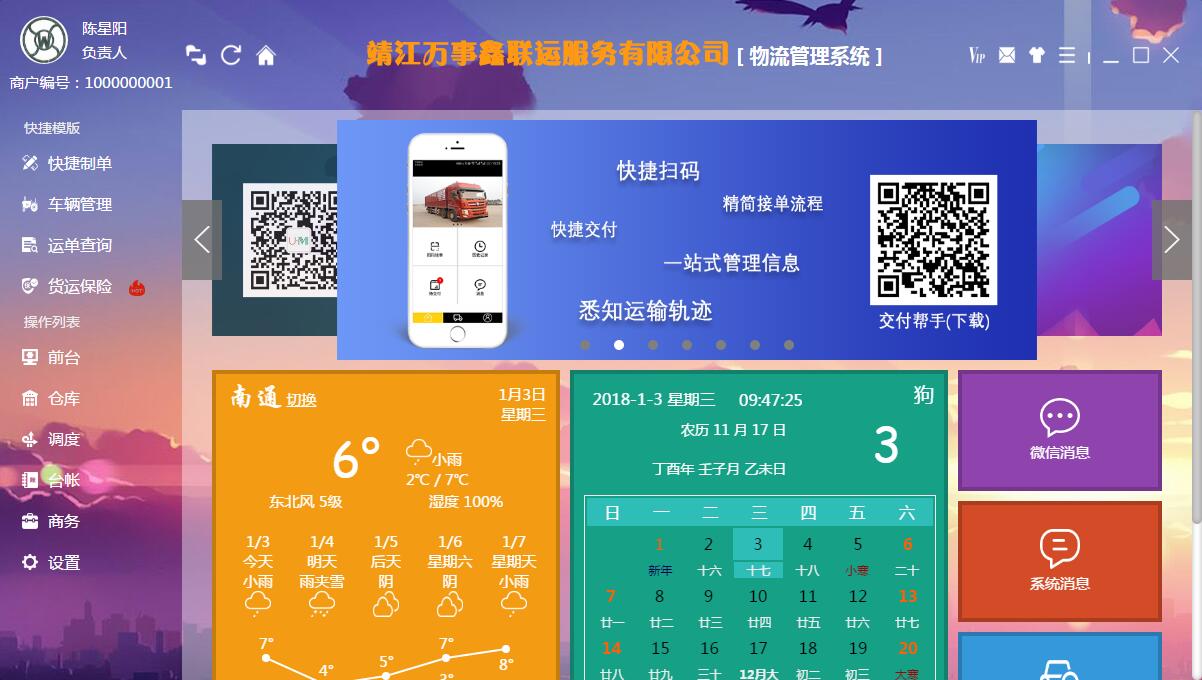 陈星阳
负责人
商户编号：1000000001
靖江万事鑫联运服务有限公司 [ 物流管理系统 ]
Vip
快捷模版
快捷制单
车辆管理
运单查询
货运保险
HOT
操作列表
前台
仓库
调度
台帐
商务
设置
快捷扫码
精简接单流程
快捷交付
一站式管理信息
悉知运输轨迹
交付帮手(下载)
南通 切换
1月3日
星期三
6°
小雨
2℃ / 7℃
东北风 5级
湿度 100%
1/3 1/4 1/5 1/6 1/7
今天 明天 后天 星期六 星期天
小雨 雨夹雪 阴 阴 小雨
7° 4° 5° 7° 8°
2018-1-3 星期三 09:47:25
狗
农历 11 月 17 日
3
丁酉年 壬子月 乙未日
日 一 二 三 四 五 六
1 2 3 4 5 6
新年 十六 十七 十八 小寒 二十
7 8 9 10 11 12 13
廿一 廿二 廿三 廿四 廿五 廿六 廿七
14 15 16 17 18 19 20
廿八 廿九 三十 12月大 初二 初三 大寒
微信消息
系统消息